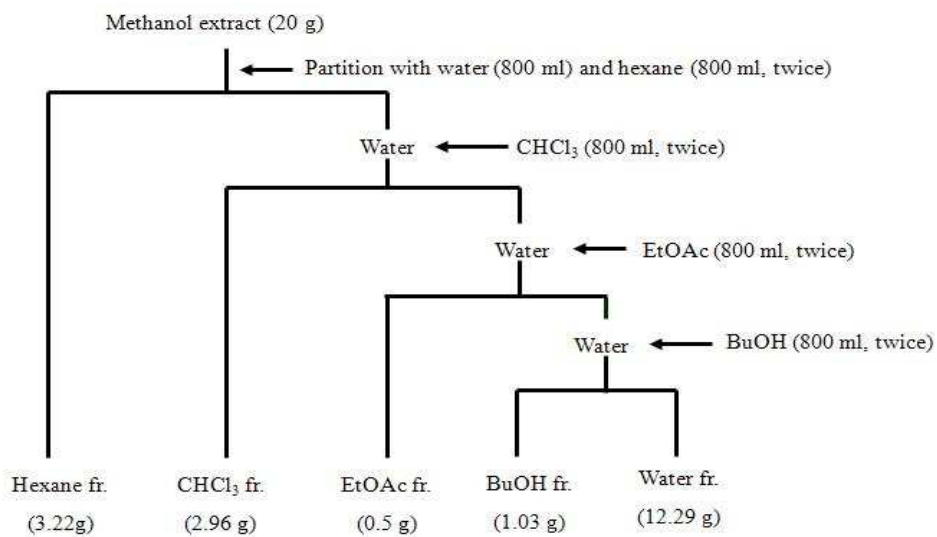 Methanol extract (20 g)
Partition with water (800 ml) and hexane (800 ml, twice)
Water
CHCl₃ (800 ml, twice)
Water
EtOAc (800 ml, twice)
Water
BuOH (800 ml, twice)
Hexane fr. CHCl₃ fr. EtOAc fr. BuOH fr. Water fr.
(3.22g) (2.96 g) (0.5 g) (1.03 g) (12.29 g)